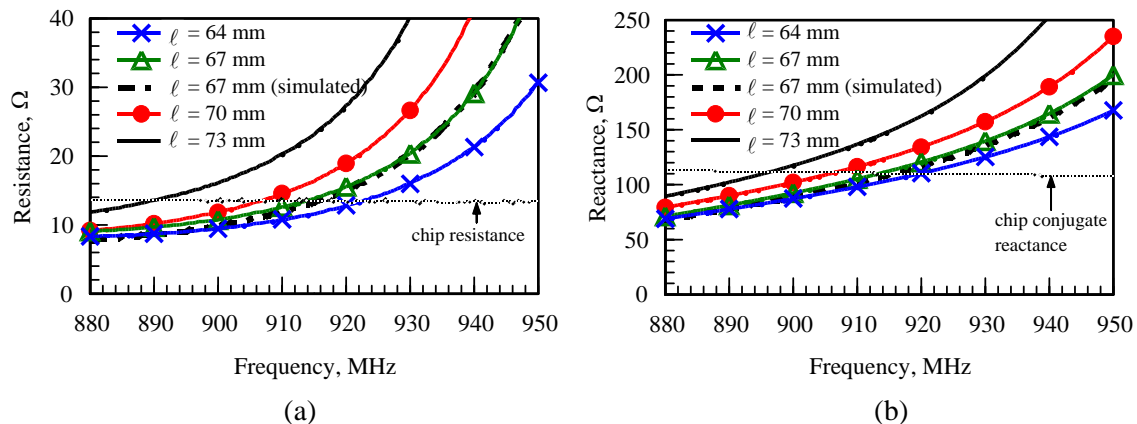 40
30
20
10
0
Resistance, Ω
ℓ = 64 mm
ℓ = 67 mm
ℓ = 67 mm (simulated)
ℓ = 70 mm
ℓ = 73 mm
chip resistance
880 890 900 910 920 930 940 950
Frequency, MHz
(a)
250
200
150
100
50
0
Reactance, Ω
ℓ = 64 mm
ℓ = 67 mm
ℓ = 67 mm (simulated)
ℓ = 70 mm
ℓ = 73 mm
chip conjugate
reactance
880 890 900 910 920 930 940 950
Frequency, MHz
(b)